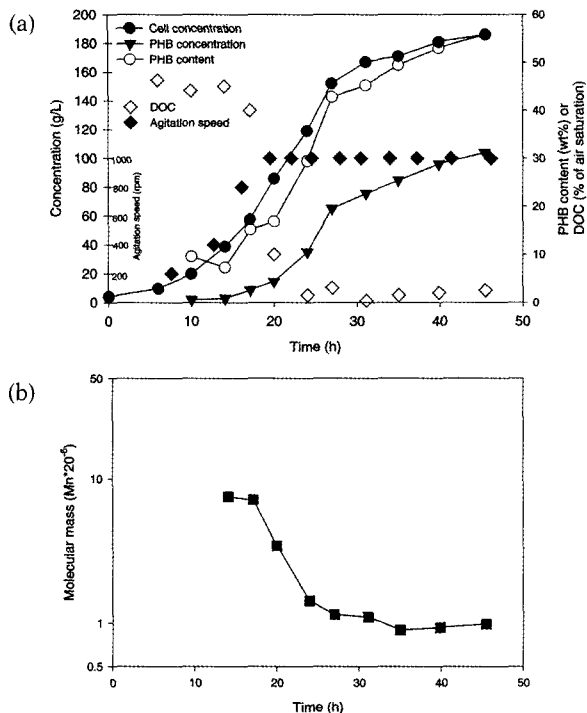 (a)
Cell concentration
PHB concentration
PHB content
DOC
Agitation speed
Concentration (g/L)
200
180
160
140
120
100
80
60
40
20
0
Agitation speed (rpm)
1000
800
600
400
200
PHB content (wt%) or
DOC (% of air saturation)
60
50
40
30
20
10
0
0
10
20
30
40
50
Time (h)
(b)
Molecular mass (Mn*20⁻⁶)
50
10
1
0.5
0
10
20
30
40
50
Time (h)